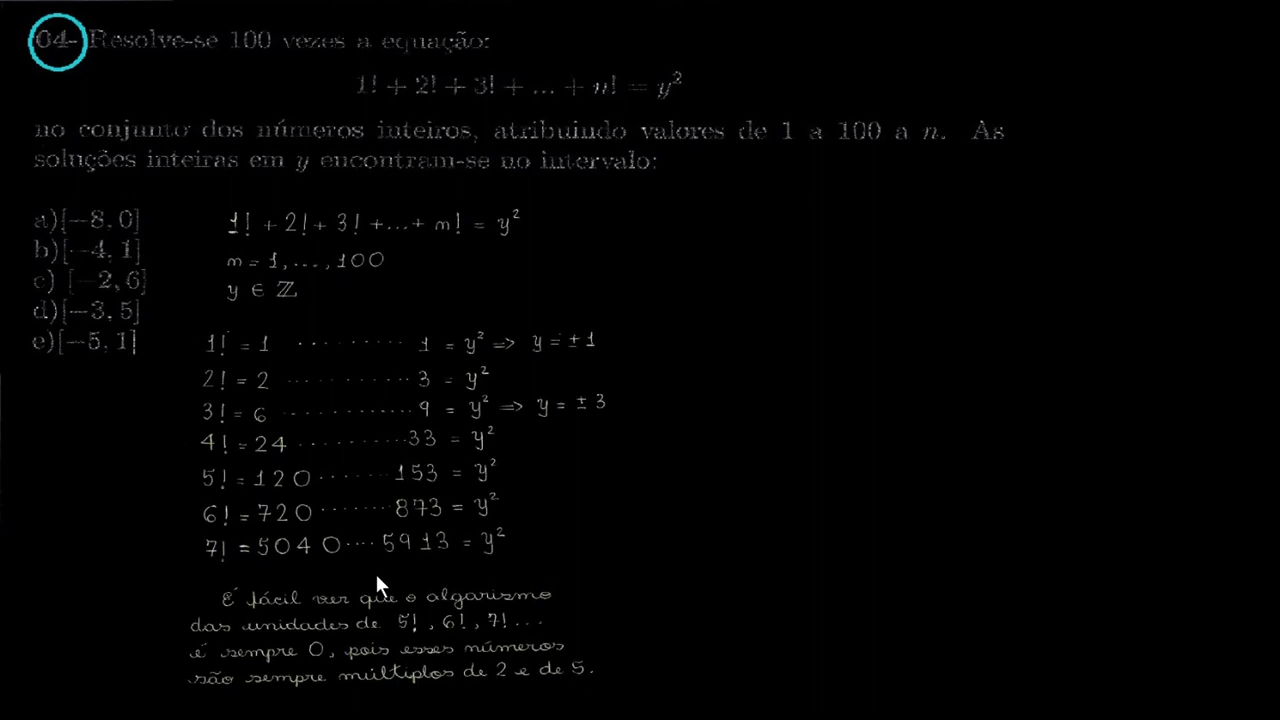 04- Resolve-se 100 vezes a equação:
1! + 2! + 3! + ... + n! = y²
no conjunto dos números inteiros, atribuindo valores de 1 a 100 a n. As
soluções inteiras em y encontram-se no intervalo:
a)[−8, 0]
b)[−4, 1]
c) [−2, 6]
d)[−3, 5]
e)[−5, 1]
1! + 2! + 3! + ... + m! = y²
m = 1, ..., 100
y ∈ ℤ
1! = 1 .......... 1 = y² => y = ±1
2! = 2 ............ 3 = y²
3! = 6 ............. 9 = y² => y = ±3
4! = 24 ........... 33 = y²
5! = 120 ....... 153 = y²
6! = 720 ........ 873 = y²
7! = 5040 .... 5913 = y²
É fácil ver que o algarismo
das unidades de 5!, 6!, 7! ...
é sempre 0, pois esses números
são sempre múltiplos de 2 e de 5.